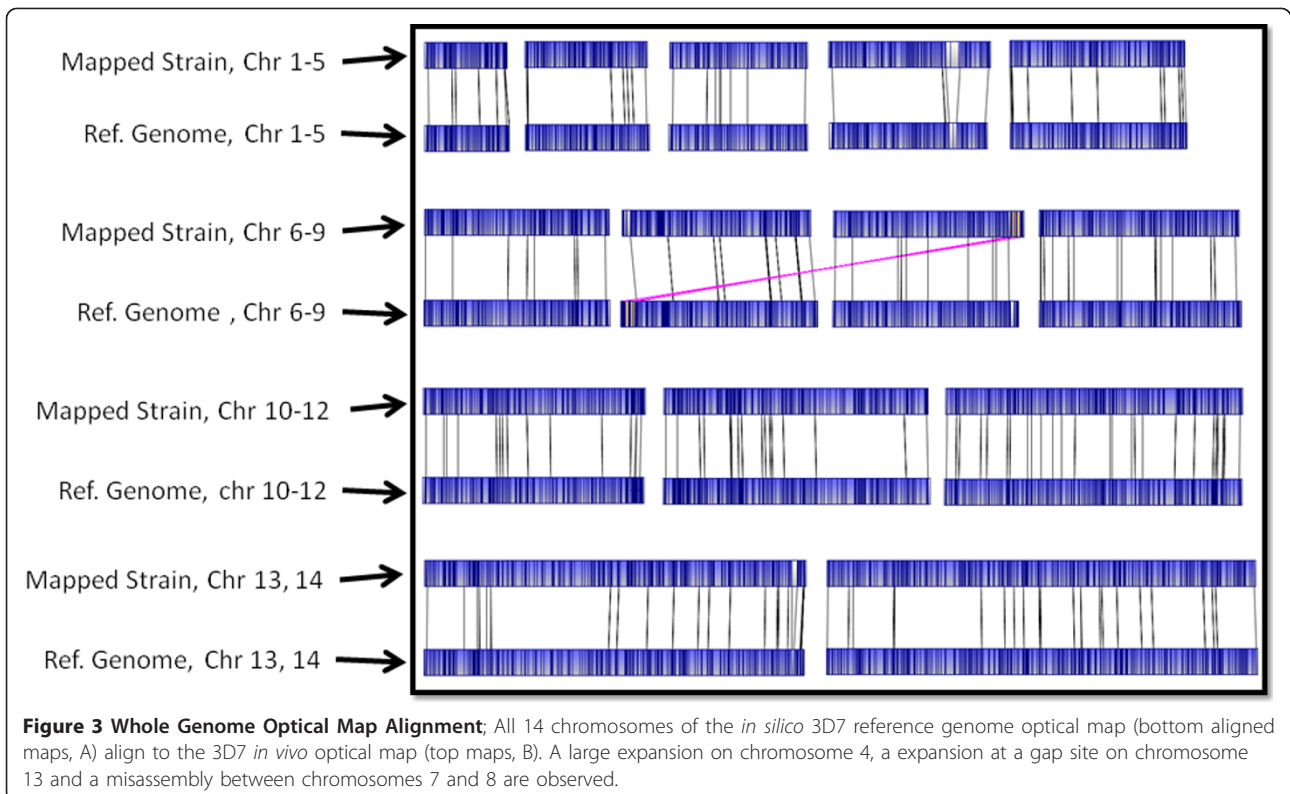 Mapped Strain, Chr 1-5
Ref. Genome, Chr 1-5
Mapped Strain, Chr 6-9
Ref. Genome , Chr 6-9
Mapped Strain, Chr 10-12
Ref. Genome, chr 10-12
Mapped Strain, Chr 13, 14
Ref. Genome, Chr 13, 14
Figure 3 Whole Genome Optical Map Alignment; All 14 chromosomes of the in silico 3D7 reference genome optical map (bottom aligned
maps, A) align to the 3D7 in vivo optical map (top maps, B). A large expansion on chromosome 4, a expansion at a gap site on chromosome
13 and a misassembly between chromosomes 7 and 8 are observed.